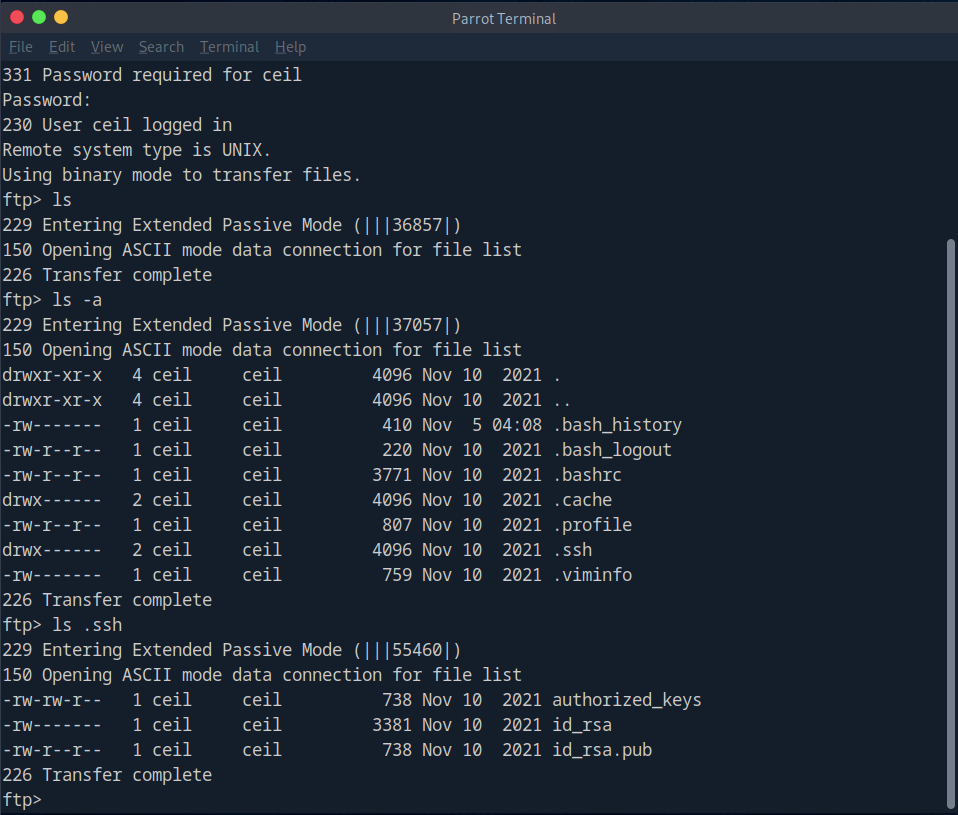 Parrot Terminal
File Edit View Search Terminal Help
331 Password required for ceil
Password:
230 User ceil logged in
Remote system type is UNIX.
Using binary mode to transfer files.
ftp> ls
229 Entering Extended Passive Mode (|||36857|)
150 Opening ASCII mode data connection for file list
226 Transfer complete
ftp> ls -a
229 Entering Extended Passive Mode (|||37057|)
150 Opening ASCII mode data connection for file list
drwxr-xr-x   4 ceil     ceil         4096 Nov 10  2021 .
drwxr-xr-x   4 ceil     ceil         4096 Nov 10  2021 ..
-rw-------   1 ceil     ceil          410 Nov  5 04:08 .bash_history
-rw-r--r--   1 ceil     ceil          220 Nov 10  2021 .bash_logout
-rw-r--r--   1 ceil     ceil         3771 Nov 10  2021 .bashrc
drwx------   2 ceil     ceil         4096 Nov 10  2021 .cache
-rw-r--r--   1 ceil     ceil          807 Nov 10  2021 .profile
drwx------   2 ceil     ceil         4096 Nov 10  2021 .ssh
-rw-------   1 ceil     ceil          759 Nov 10  2021 .viminfo
226 Transfer complete
ftp> ls .ssh
229 Entering Extended Passive Mode (|||55460|)
150 Opening ASCII mode data connection for file list
-rw-rw-r--   1 ceil     ceil          738 Nov 10  2021 authorized_keys
-rw-------   1 ceil     ceil         3381 Nov 10  2021 id_rsa
-rw-r--r--   1 ceil     ceil          738 Nov 10  2021 id_rsa.pub
226 Transfer complete
ftp>